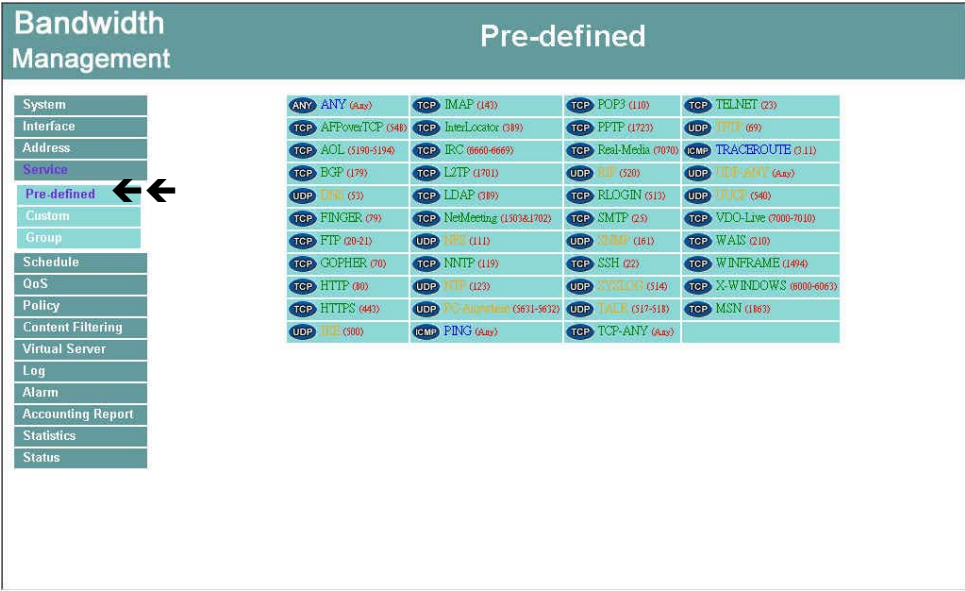 Bandwidth
Management
Pre-defined
System
Interface
Address
Service
Pre-defined
Custom
Group
Schedule
QoS
Policy
Content Filtering
Virtual Server
Log
Alarm
Accounting Report
Statistics
Status
ANY ANY (Any) TCP IMAP (143) TCP POP3 (110) TCP TELNET (23)
TCP AFPoverTCP (548) TCP InterLocator (389) TCP PPTP (1723) UDP TFTP (69)
TCP AOL (5190-5194) TCP IRC (6660-6669) TCP Real-Media (7070) ICMP TRACEROUTE (3.11)
TCP BGP (179) TCP L2TP (1701) UDP RIP (520) UDP UDP-ANY (Any)
UDP DNS (53) TCP LDAP (389) TCP RLOGIN (513) UDP UUCP (540)
TCP FINGER (79) TCP NetMeeting (1503&1702) TCP SMTP (25) TCP VDO-Live (7000-7010)
TCP FTP (20-21) UDP NFS (111) UDP SNMP (161) TCP WAIS (210)
TCP GOPHER (70) TCP NNTP (119) TCP SSH (22) TCP WINFRAME (1494)
TCP HTTP (80) UDP NTP (123) UDP SYSLOG (514) TCP X-WINDOWS (6000-6063)
TCP HTTPS (443) UDP PC-Anywhere (5631-5632) UDP TALK (517-518) TCP MSN (1863)
UDP IKE (500) ICMP PING (Any) TCP TCP-ANY (Any)